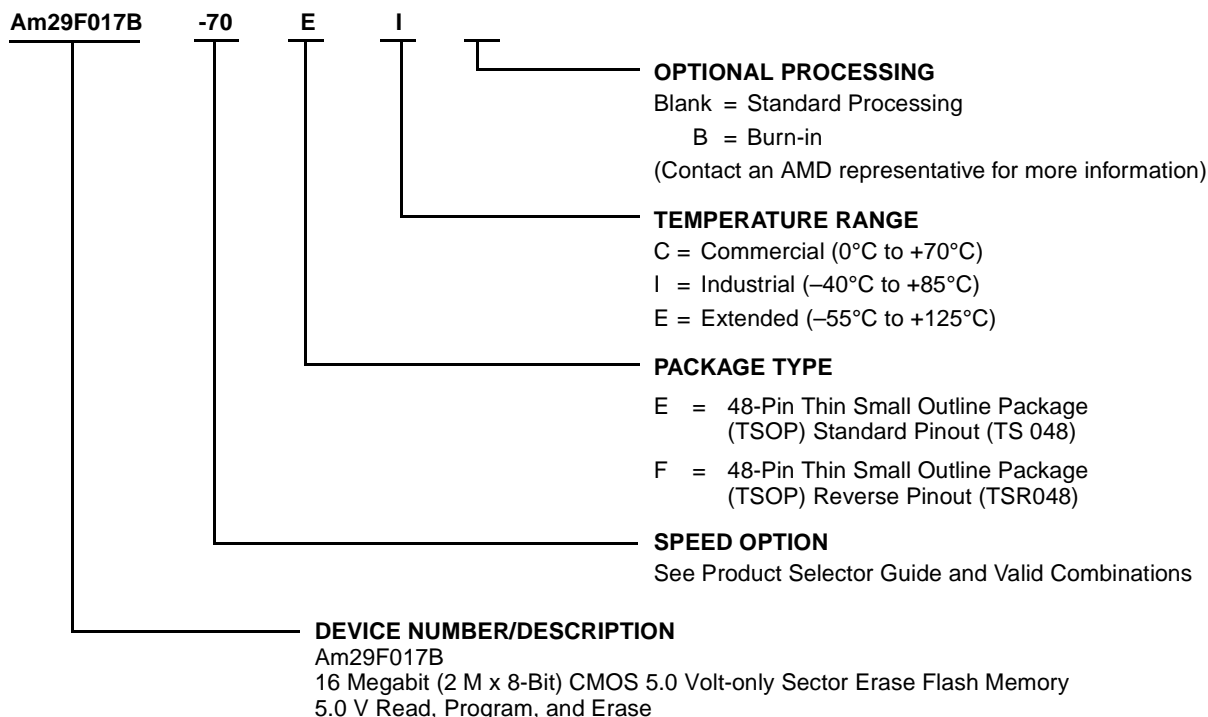 Am29F017B -70 E I
OPTIONAL PROCESSING
Blank = Standard Processing
B = Burn-in
(Contact an AMD representative for more information)
TEMPERATURE RANGE
C = Commercial (0°C to +70°C)
I = Industrial (–40°C to +85°C)
E = Extended (–55°C to +125°C)
PACKAGE TYPE
E = 48-Pin Thin Small Outline Package
(TSOP) Standard Pinout (TS 048)
F = 48-Pin Thin Small Outline Package
(TSOP) Reverse Pinout (TSR048)
SPEED OPTION
See Product Selector Guide and Valid Combinations
DEVICE NUMBER/DESCRIPTION
Am29F017B
16 Megabit (2 M x 8-Bit) CMOS 5.0 Volt-only Sector Erase Flash Memory
5.0 V Read, Program, and Erase